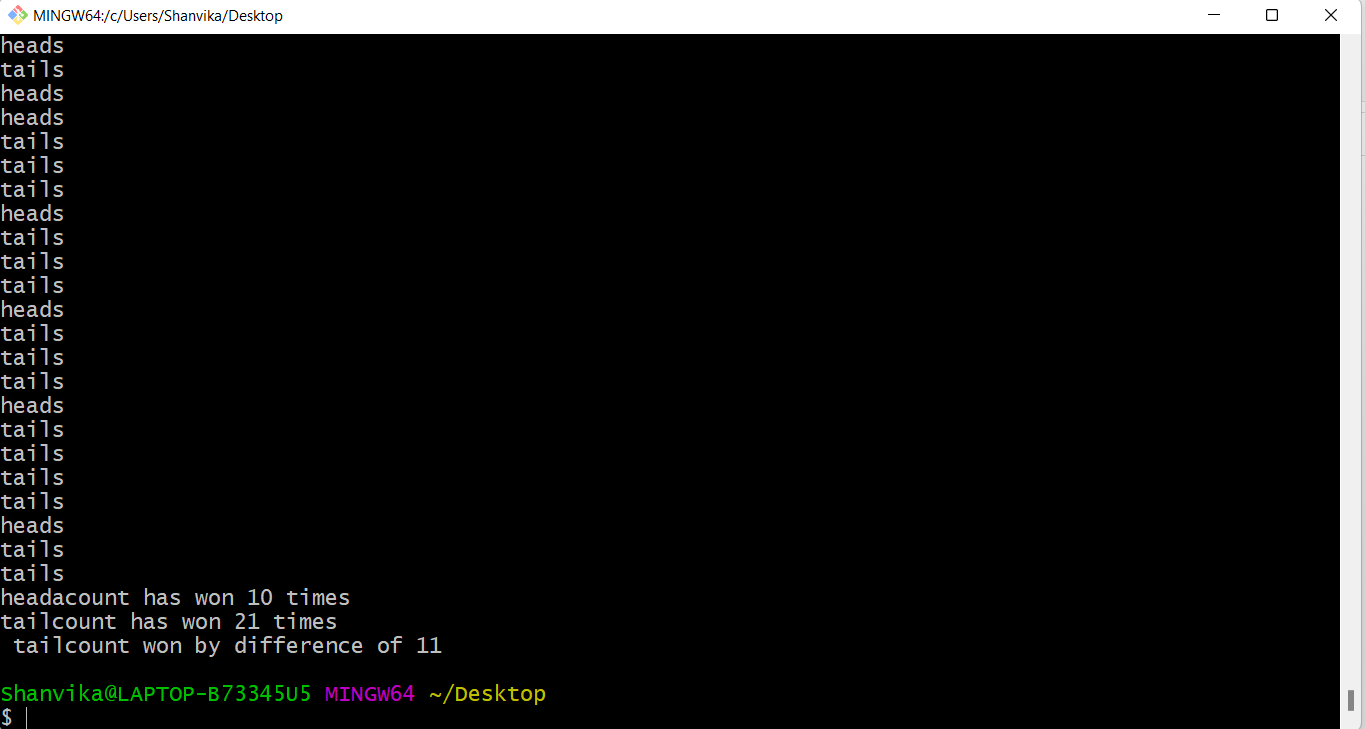 MINGW64:/c/Users/Shanvika/Desktop
heads
tails
heads
heads
tails
tails
tails
heads
tails
tails
tails
heads
tails
tails
tails
heads
tails
tails
tails
tails
heads
tails
tails
headacount has won 10 times
tailcount has won 21 times
tailcount won by difference of 11
Shanvika@LAPTOP-B73345U5 MINGW64 ~/Desktop
$